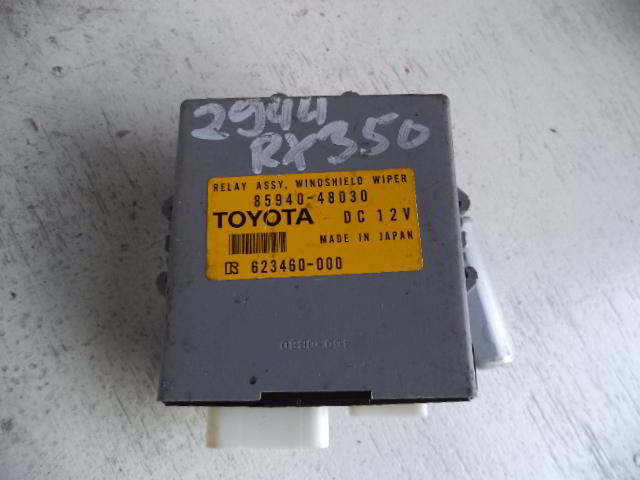 2944
RX350
RELAY ASSY, WINDSHIELD WIPER
85940-48030
TOYOTA DC 12V
MADE IN JAPAN
623460-000